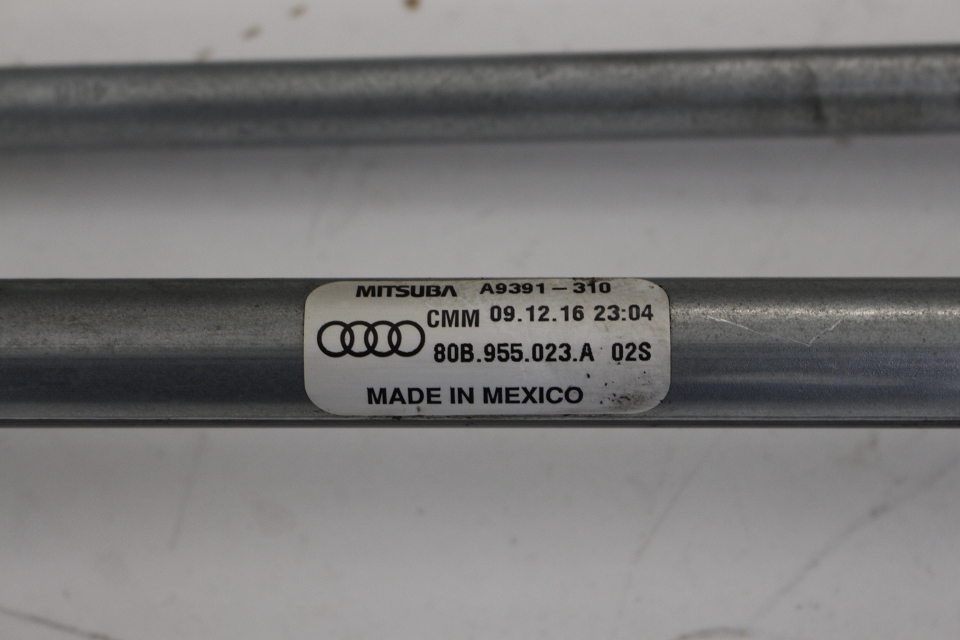 MITSUBA A9391-310
CMM 09.12.16 23:04
80B.955.023.A 02S
MADE IN MEXICO